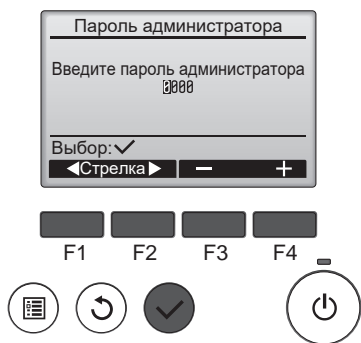 Пароль администратора
Введите пароль администратора
0000
Выбор:✓
◀Стрелка▶ − +
F1 F2 F3 F4